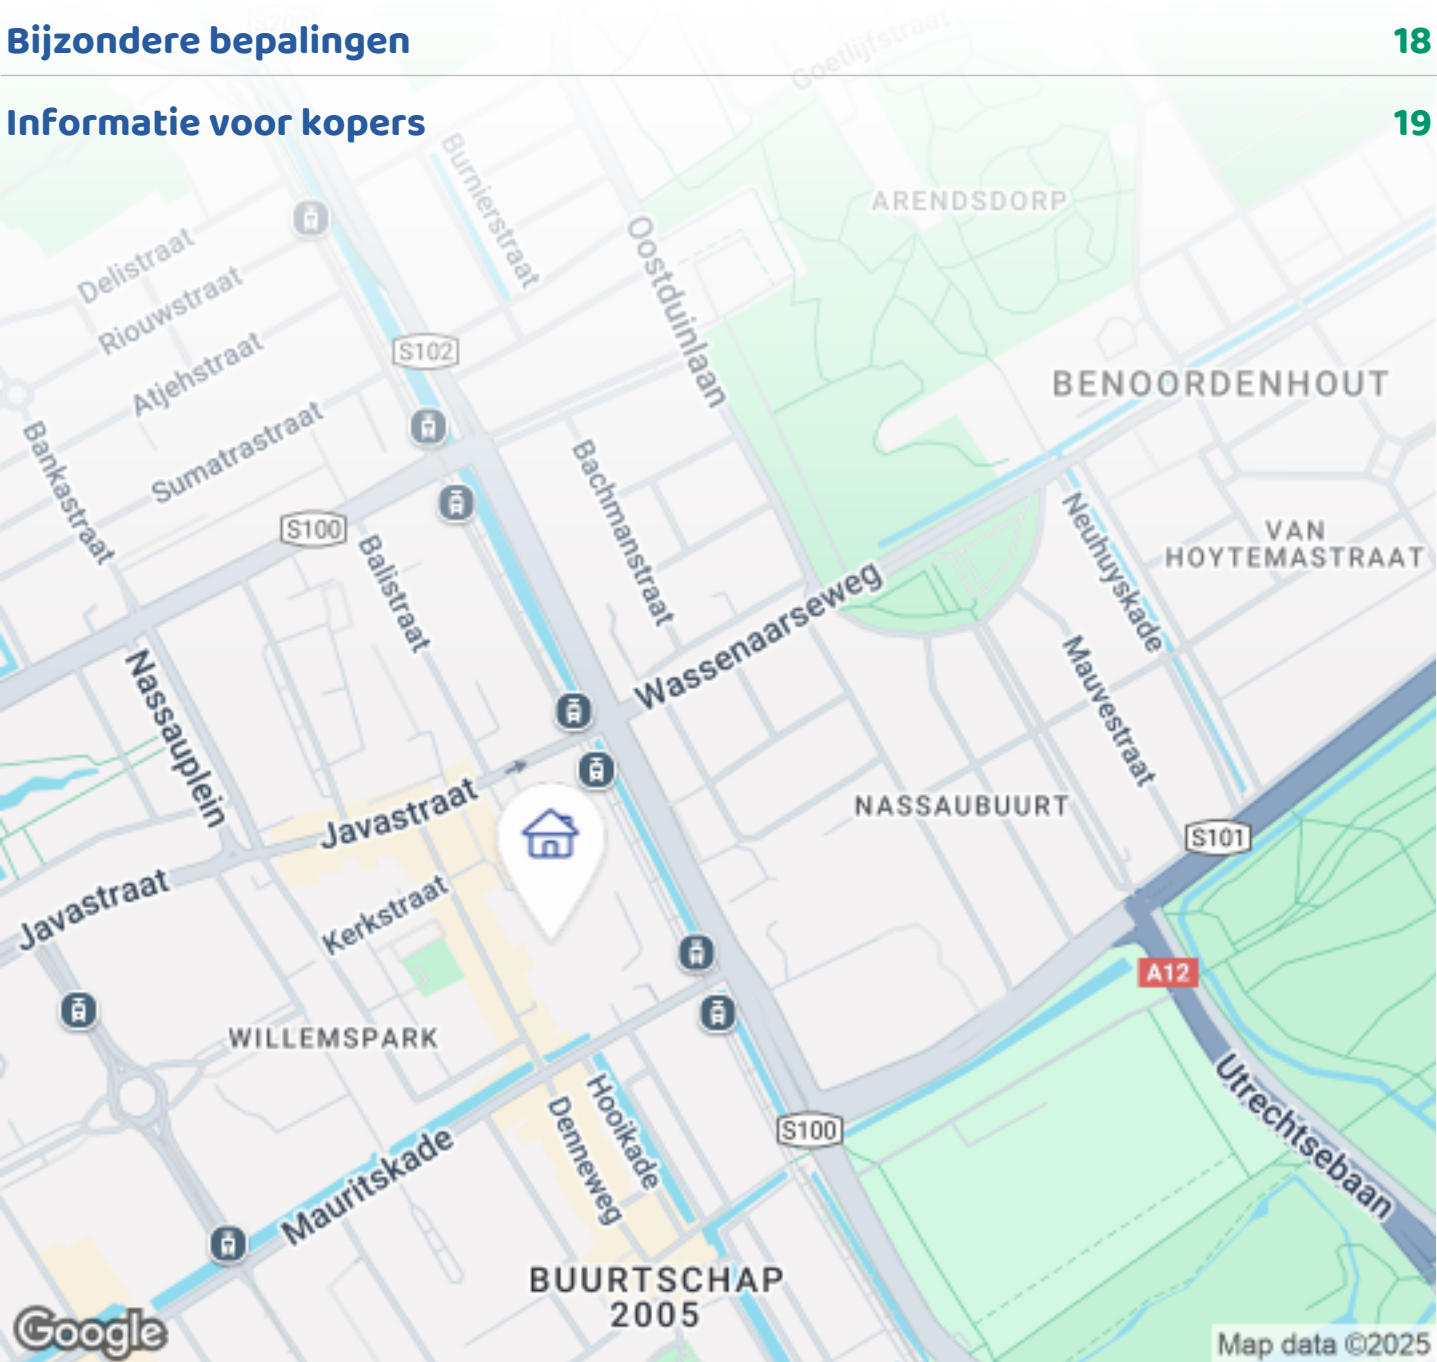 S200
Bijzondere bepalingen 18
Goetlijfstraat
Informatie voor kopers 19
Burnierstraat
ARENDSDORP
Oostduinlaan
Delistraat
Riouwstraat
S102
Atjehstraat
BENOORDENHOUT
Sumatrastraat
Bankastraat
Bachmanstraat
S100
Neuhuyskade
VAN
HOYTEMASTRAAT
Balistraat
Wassenaarseweg
Mauvestraat
Nassauplein
Javastraat
NASSAUBUURT
S101
Javastraat
Kerkstraat
A12
WILLEMSPARK
Utrechtsebaan
Hooikade
Denneweg
S100
Mauritskade
BUURTSCHAP
2005
Google
Map data ©2025